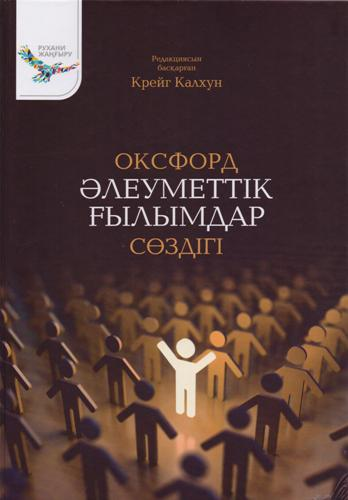 РУХАНИ
ЖАҢҒЫРУ
Редакциясын
басқарған
Крейг Калхун
ОКСФОРД
ӘЛЕУМЕТТІК
ҒЫЛЫМДАР
СӨЗДІГІ